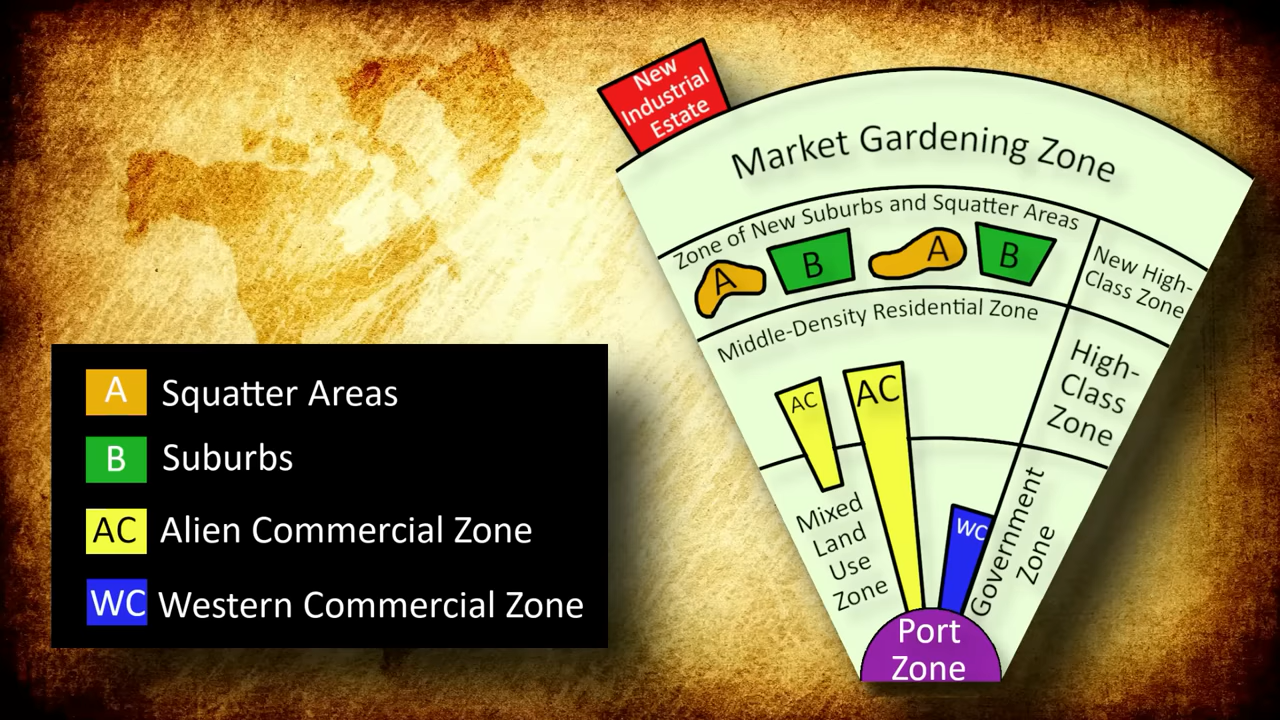 New
Industrial
Estate
Market Gardening Zone
Zone of New Suburbs and Squatter Areas
A
B
A
B
New High-
Class Zone
Middle-Density Residential Zone
High-
Class
Zone
AC
AC
Mixed
Land
Use
Zone
WC
Government
Zone
Port
Zone
A Squatter Areas
B Suburbs
AC Alien Commercial Zone
WC Western Commercial Zone